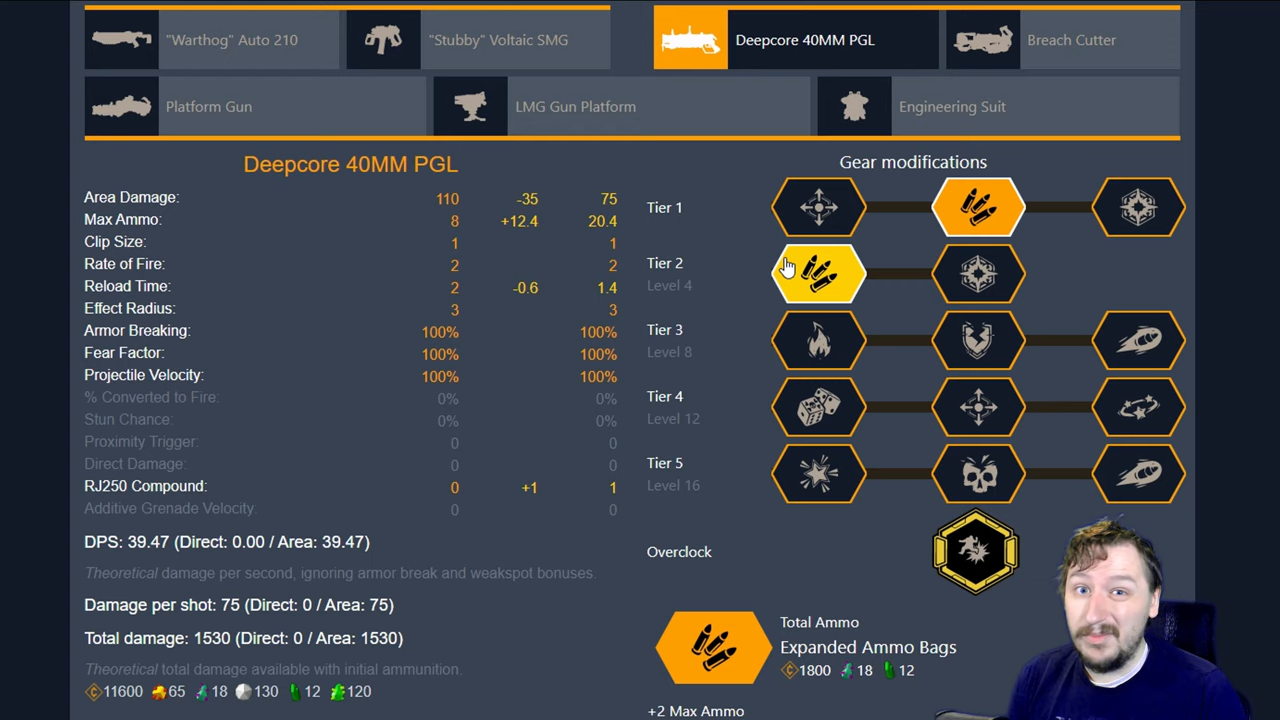 "Warthog" Auto 210
"Stubby" Voltaic SMG
Deepcore 40MM PGL
Breach Cutter
Platform Gun
LMG Gun Platform
Engineering Suit
Deepcore 40MM PGL
Area Damage: 110 -35 75
Max Ammo: 8 +12.4 20.4
Clip Size: 1 1
Rate of Fire: 2 2
Reload Time: 2 -0.6 1.4
Effect Radius: 3 3
Armor Breaking: 100% 100%
Fear Factor: 100% 100%
Projectile Velocity: 100% 100%
% Converted to Fire: 0% 0%
Stun Chance: 0% 0%
Proximity Trigger: 0 0
Direct Damage: 0 0
RJ250 Compound: 0 +1 1
Additive Grenade Velocity: 0 0
DPS: 39.47 (Direct: 0.00 / Area: 39.47)
Theoretical damage per second, ignoring armor break and weakspot bonuses.
Damage per shot: 75 (Direct: 0 / Area: 75)
Total damage: 1530 (Direct: 0 / Area: 1530)
Theoretical total damage available with initial ammunition.
11600 65 18 130 12 120
Gear modifications
Tier 1
Tier 2
Level 4
Tier 3
Level 8
Tier 4
Level 12
Tier 5
Level 16
Overclock
Total Ammo
Expanded Ammo Bags
1800 18 12
+2 Max Ammo